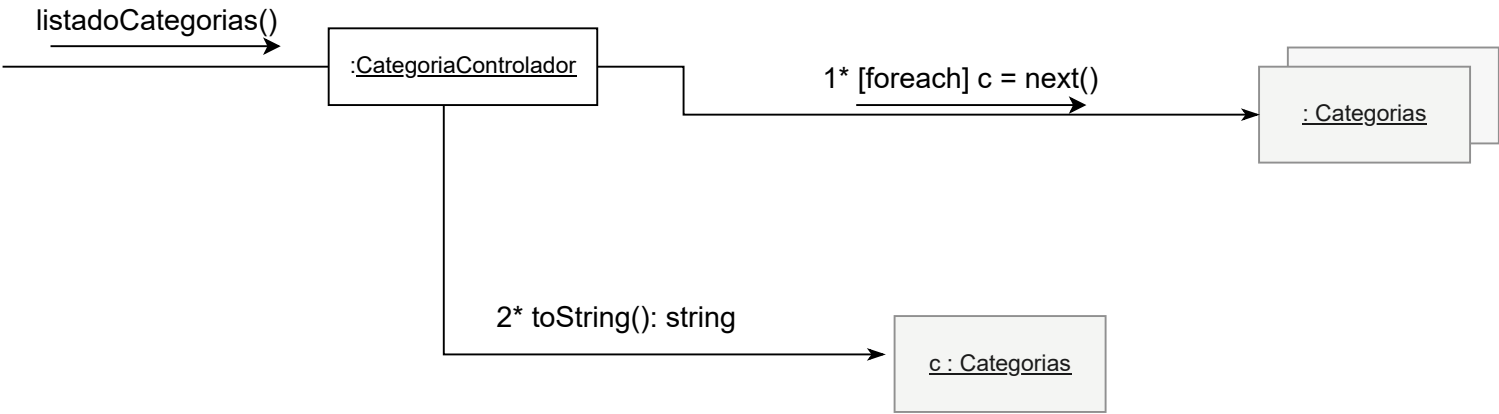 listadoCategorias()
:CategoriaControlador
1* [foreach] c = next()
: Categorias
2* toString(): string
c : Categorias